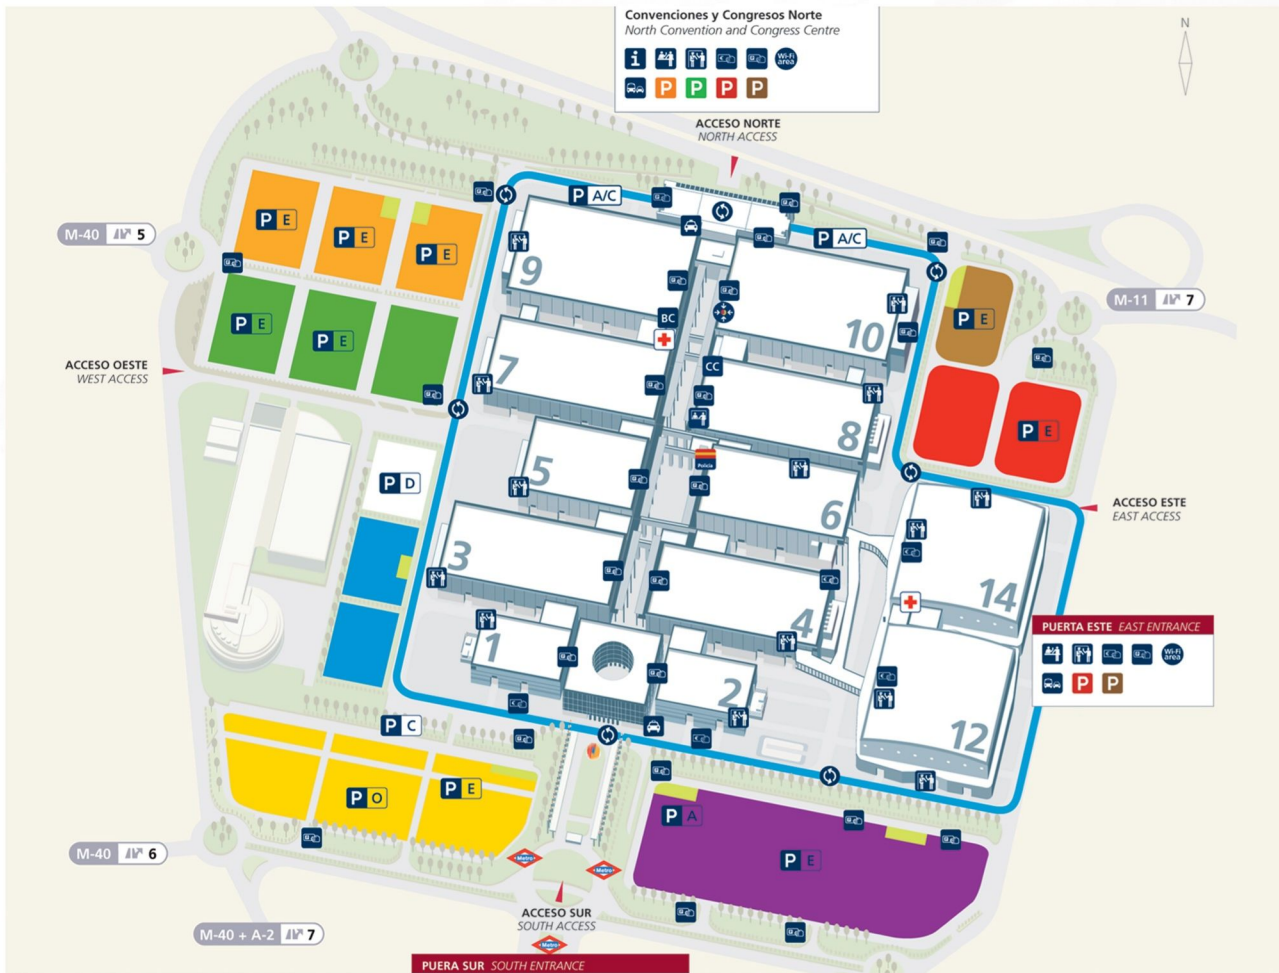 Convenciones y Congresos Norte
North Convention and Congress Centre
i
Wi-Fi area
P P P P
N
ACCESO NORTE
NORTH ACCESS
P A/C
P A/C
P E
P E
P E
M-40 5
9
10
M-11 7
P E
P E
P E
BC
ACCESO OESTE
WEST ACCESS
7
CC
8
P E
P D
5
Policía
6
ACCESO ESTE
EAST ACCESS
3
4
14
PUERTA ESTE EAST ENTRANCE
Wi-Fi area
P P
1
2
12
P C
P O
P E
P A
P E
M-40 6
Metro
Metro
ACCESO SUR
SOUTH ACCESS
M-40 + A-2 7
Metro
PUERA SUR SOUTH ENTRANCE